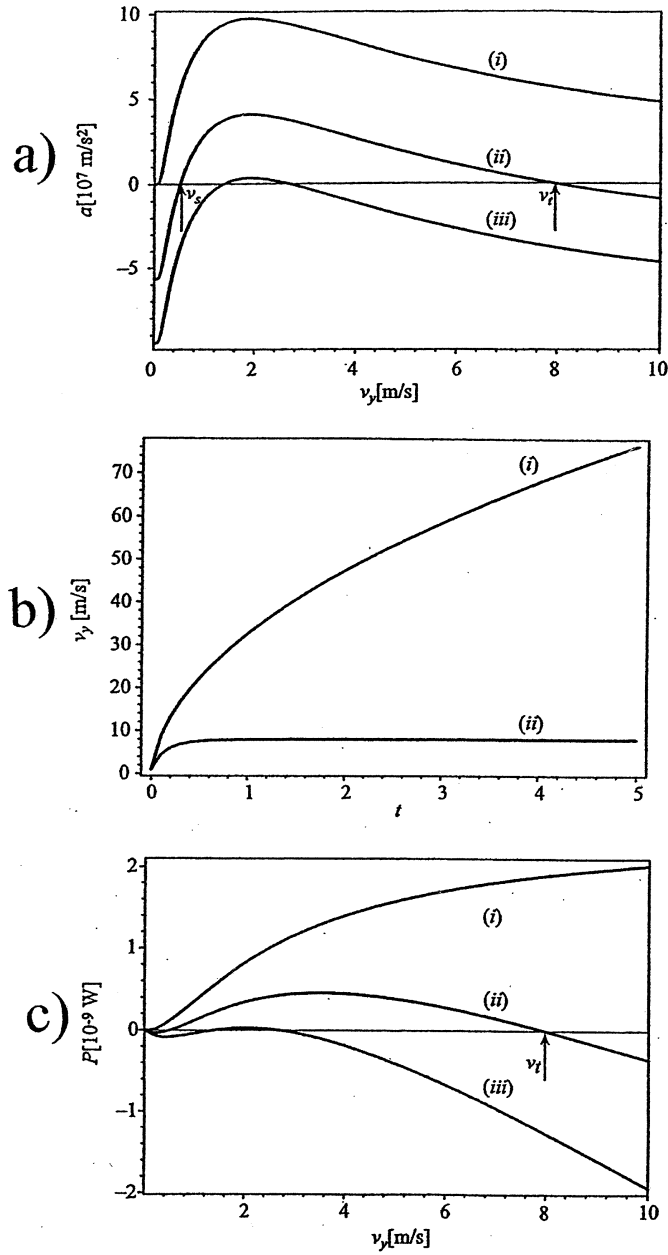 a)
a[10⁷ m/s²]
10
5
0
−5
(i)
(ii)
(iii)
vs
vt
0 2 4 6 8 10
vy[m/s]
b)
vy [m/s]
70
60
50
40
30
20
10
0
(i)
(ii)
0 1 2 3 4 5
t
c)
P[10⁻⁹ W]
2
1
0
−1
−2
(i)
(ii)
(iii)
vt
0 2 4 6 8 10
vy[m/s]